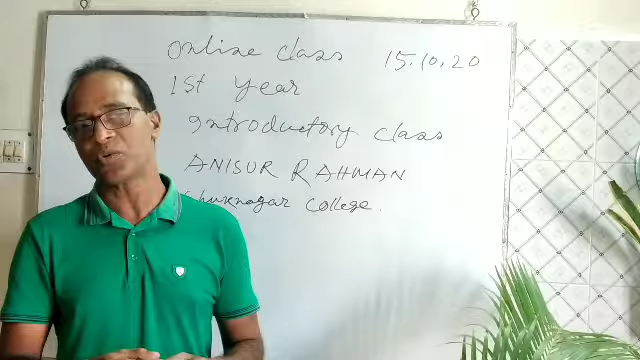 Online class 15.10.20
1st Year
Introductory class
ANISUR RAHMAN
College.